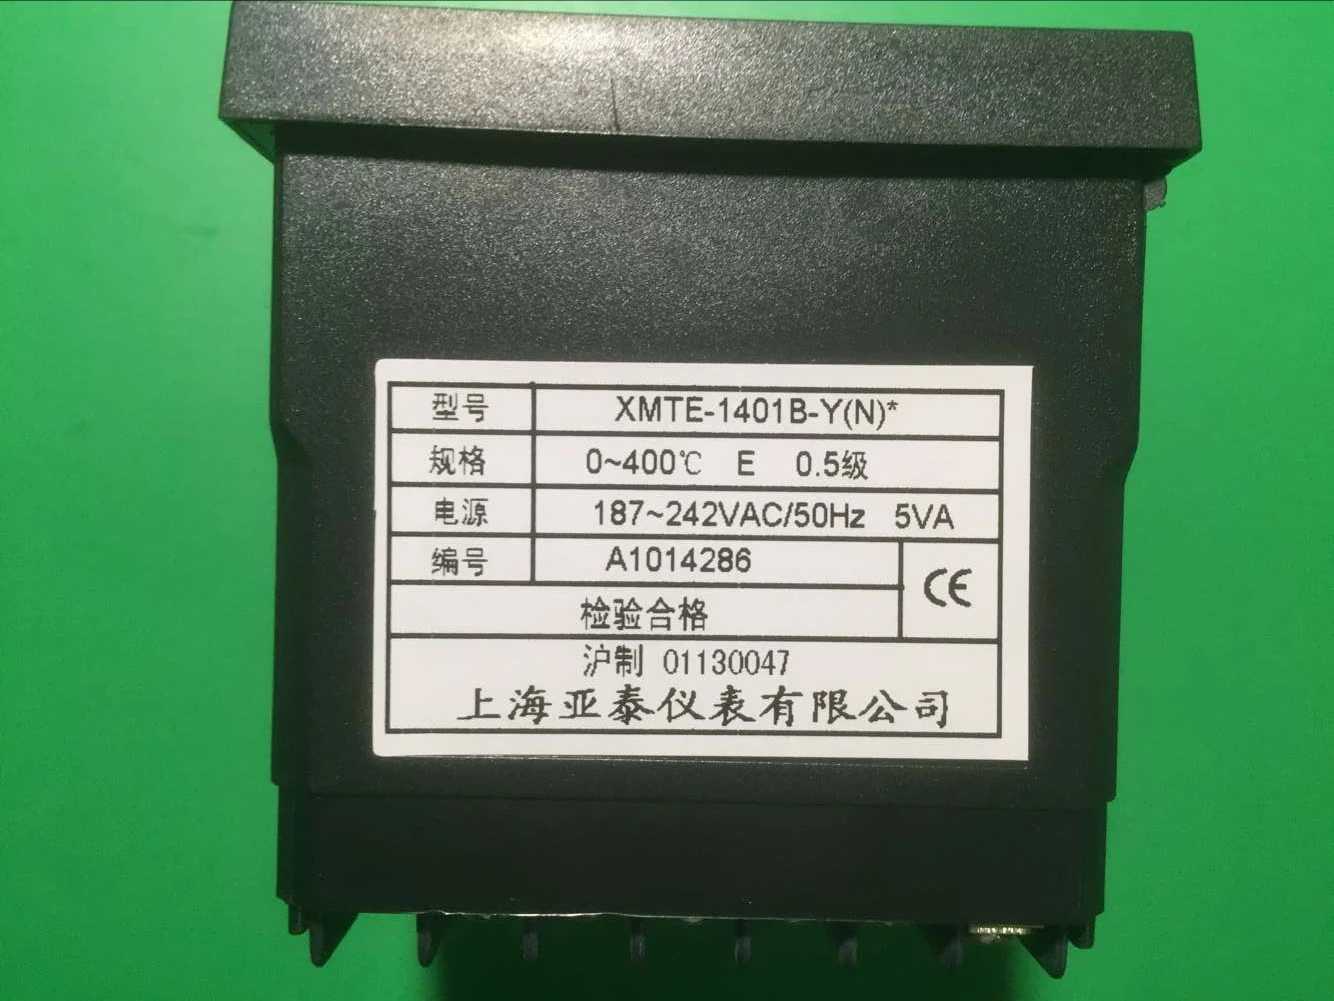 型号 XMTE-1401B-Y(N)*
规格 0~400℃ E 0.5级
电源 187~242VAC/50Hz 5VA
编号 A1014286
CE
检验合格
沪制 01130047
上海亚泰仪表有限公司